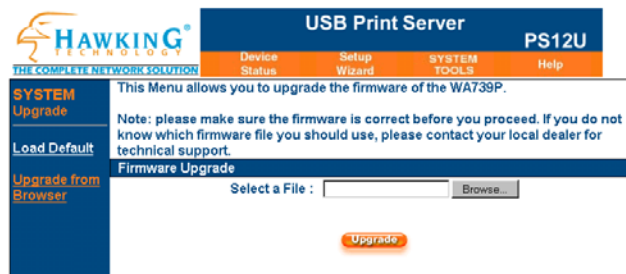 HAWKING
TECHNOLOGY
THE COMPLETE NETWORK SOLUTION
USB Print Server
PS12U
Device Status
Setup Wizard
SYSTEM TOOLS
Help
SYSTEM
Upgrade
Load Default
Upgrade from
Browser
This Menu allows you to upgrade the firmware of the WA739P.
Note: please make sure the firmware is correct before you proceed. If you do not
know which firmware file you should use, please contact your local dealer for
technical support.
Firmware Upgrade
Select a File :
Browse...
Upgrade